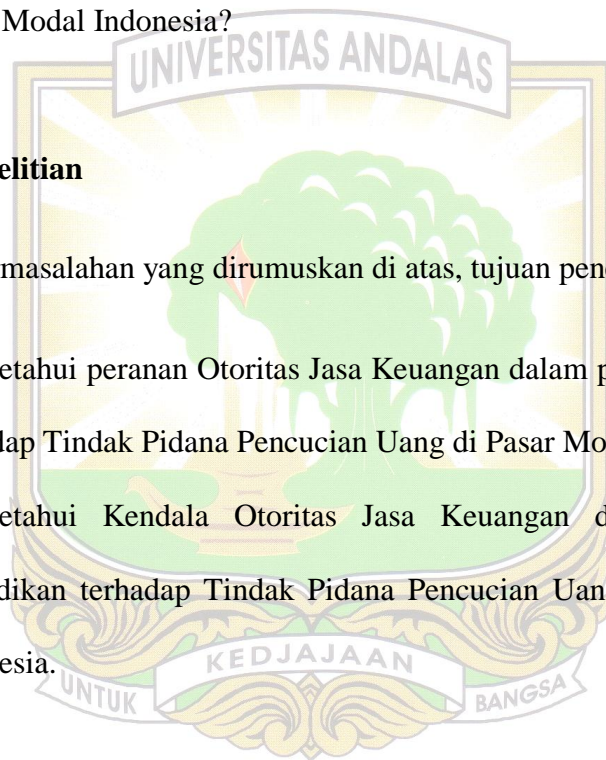 Modal Indonesia?
UNIVERSITAS ANDALAS
elitian
masalahan yang dirumuskan di atas, tujuan pen
etahui peranan Otoritas Jasa Keuangan dalam p
dap Tindak Pidana Pencucian Uang di Pasar Mo
etahui Kendala Otoritas Jasa Keuangan d
dikan terhadap Tindak Pidana Pencucian Uan
esia.
KEDJAJAAN
UNTUK
BANGSA